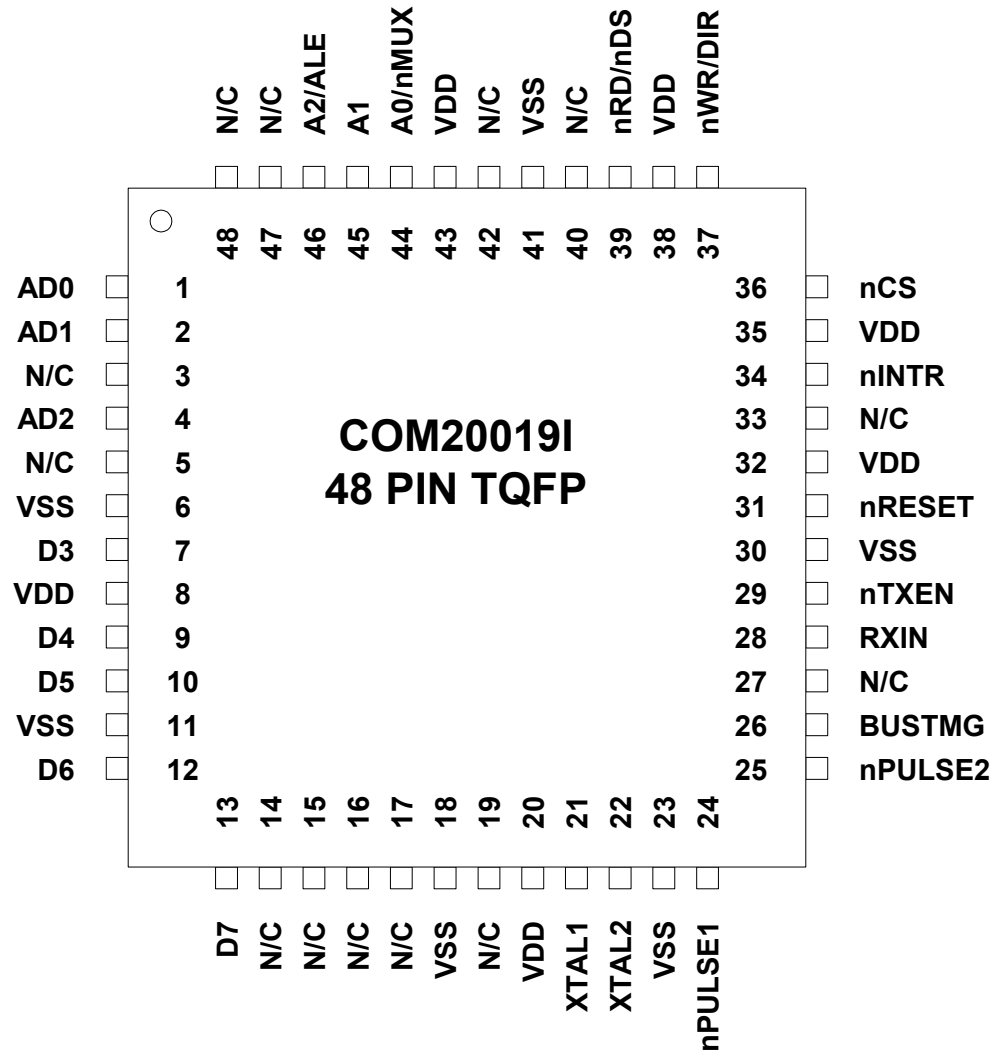 N/C
N/C
A2/ALE
A1
A0/nMUX
VDD
N/C
VSS
N/C
nRD/nDS
VDD
nWR/DIR
48
47
46
45
44
43
42
41
40
39
38
37
AD0 1
AD1 2
N/C 3
AD2 4
N/C 5
VSS 6
D3 7
VDD 8
D4 9
D5 10
VSS 11
D6 12
COM20019I
48 PIN TQFP
36 nCS
35 VDD
34 nINTR
33 N/C
32 VDD
31 nRESET
30 VSS
29 nTXEN
28 RXIN
27 N/C
26 BUSTMG
25 nPULSE2
13
14
15
16
17
18
19
20
21
22
23
24
D7
N/C
N/C
N/C
N/C
VSS
N/C
VDD
XTAL1
XTAL2
VSS
nPULSE1